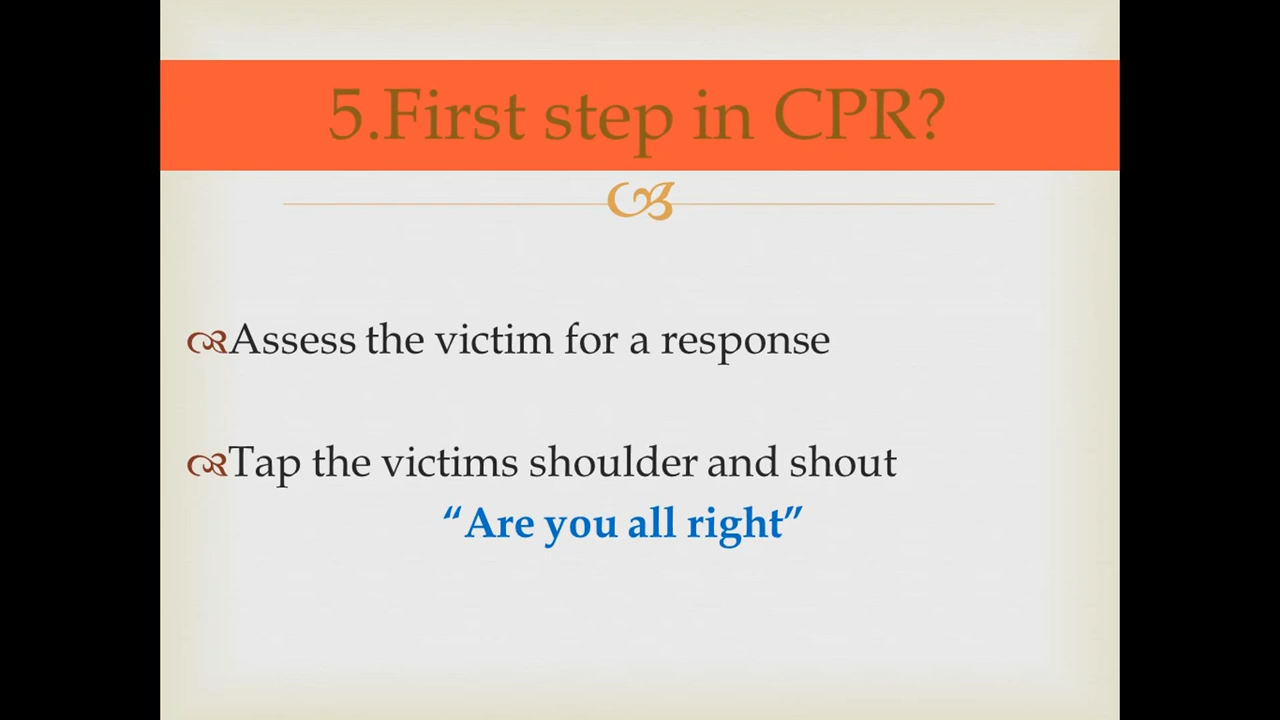 5.First step in CPR?
Assess the victim for a response
Tap the victims shoulder and shout
“Are you all right”